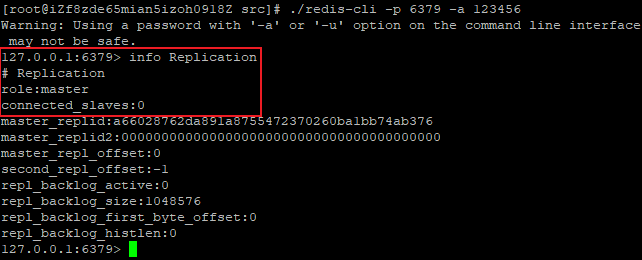 [root@iZf8zde65mian5izoh0918Z src]# ./redis-cli -p 6379 -a 123456
Warning: Using a password with '-a' or '-u' option on the command line interface
 may not be safe.
127.0.0.1:6379> info Replication
# Replication
role:master
connected_slaves:0
master_replid:a66028762da891a8755472370260ba1bb74ab376
master_replid2:0000000000000000000000000000000000000000
master_repl_offset:0
second_repl_offset:-1
repl_backlog_active:0
repl_backlog_size:1048576
repl_backlog_first_byte_offset:0
repl_backlog_histlen:0
127.0.0.1:6379>